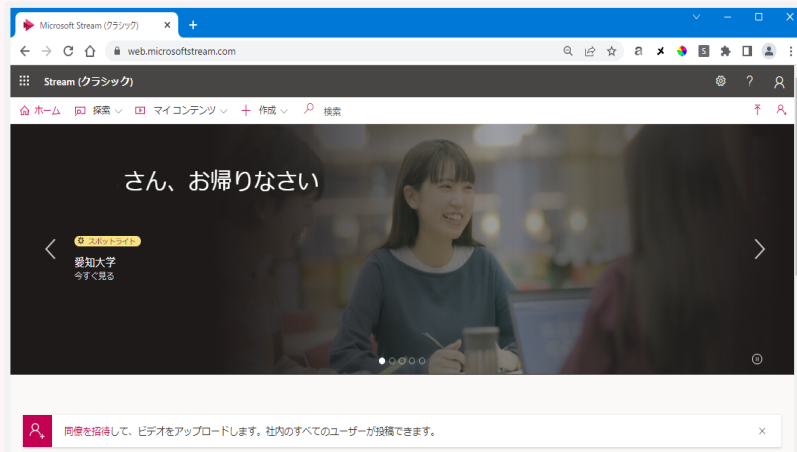 Microsoft Stream (クラシック)
web.microsoftstream.com
Stream (クラシック)
ホーム 探索 マイ コンテンツ 作成 検索
さん、お帰りなさい
スポットライト
愛知大学
今すぐ見る
同僚を招待して、ビデオをアップロードします。社内のすべてのユーザーが投稿できます。